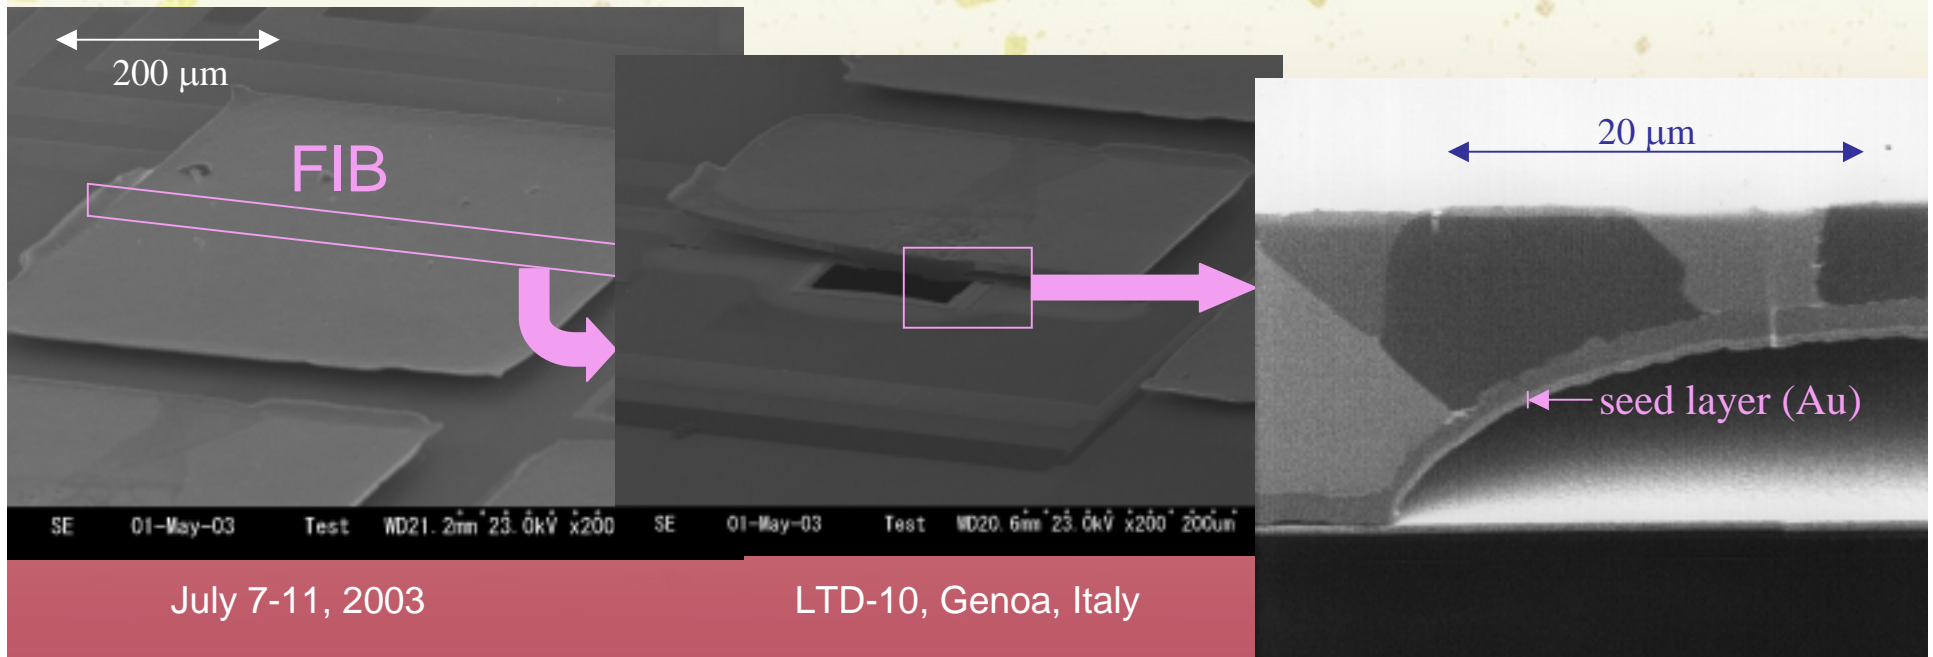 200 μm
FIB
20 μm
seed layer (Au)
SE 01-May-03 Test WD21.2mm 23.0kV x200
SE 01-May-03 Test WD20.6mm 23.0kV x200 200um
July 7-11, 2003
LTD-10, Genoa, Italy